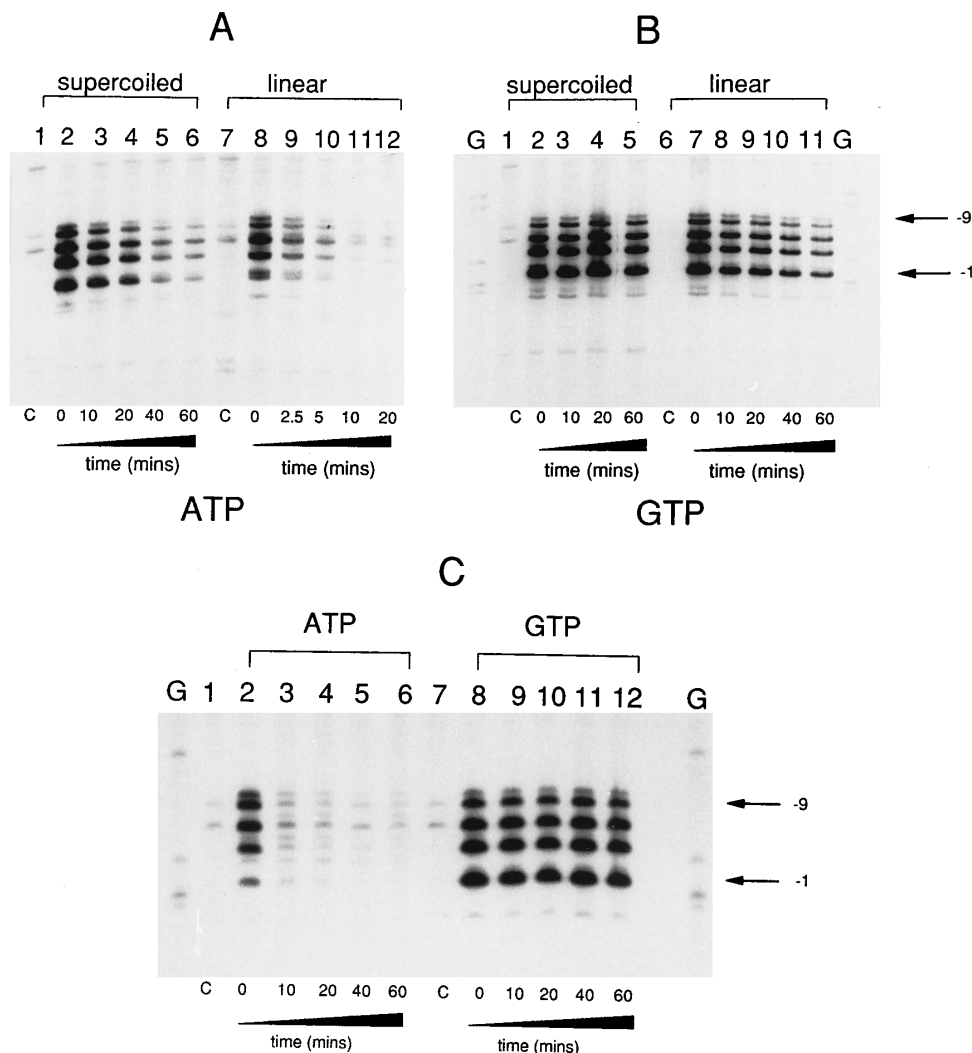 A
B
supercoiled linear
supercoiled linear
1 2 3 4 5 6 7 8 9 10 11 12
G 1 2 3 4 5 6 7 8 9 10 11 G
-9
-1
C 0 10 20 40 60 C 0 2.5 5 10 20
C 0 10 20 60 C 0 10 20 40 60
time (mins) time (mins)
time (mins) time (mins)
ATP
GTP
C
ATP GTP
G 1 2 3 4 5 6 7 8 9 10 11 12 G
-9
-1
C 0 10 20 40 60 C 0 10 20 40 60
time (mins) time (mins)